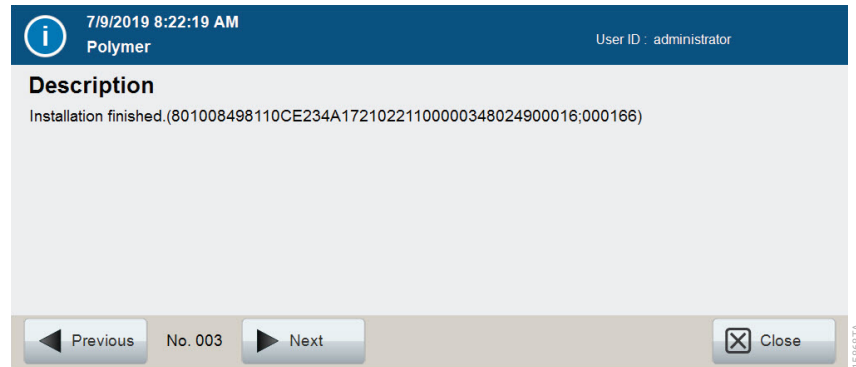 7/9/2019 8:22:19 AM
Polymer
User ID : administrator
Description
Installation finished.(801008498110CE234A17210221100000348024900016;000166)
Previous
No. 003
Next
Close